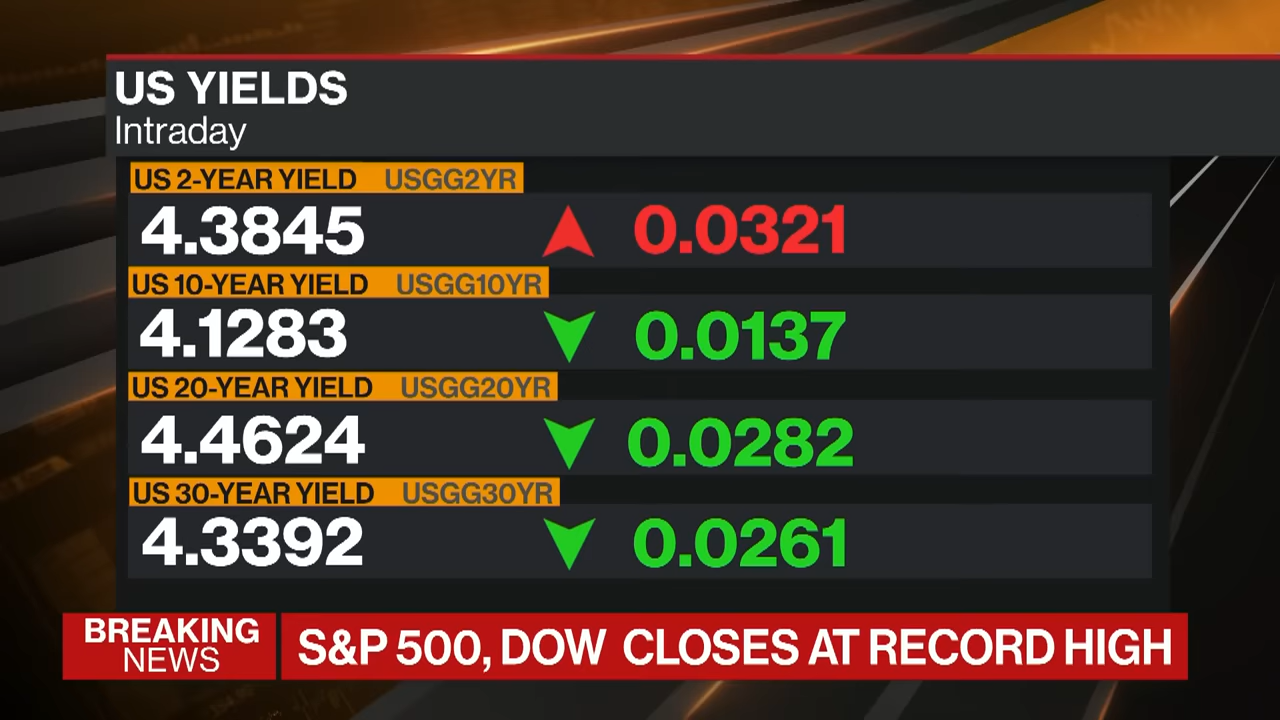 US YIELDS
Intraday
US 2-YEAR YIELD USGG2YR
4.3845 0.0321
US 10-YEAR YIELD USGG10YR
4.1283 0.0137
US 20-YEAR YIELD USGG20YR
4.4624 0.0282
US 30-YEAR YIELD USGG30YR
4.3392 0.0261
BREAKING
NEWS
S&P 500, DOW CLOSES AT RECORD HIGH